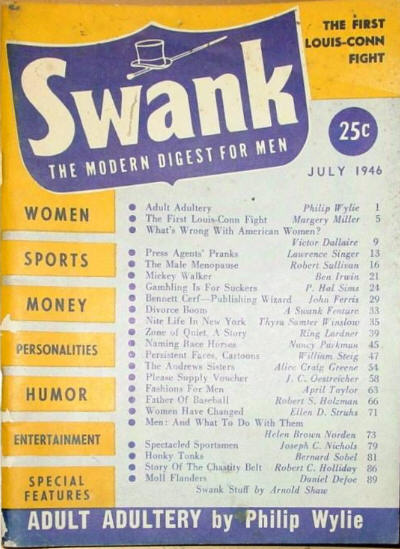 THE FIRST
LOUIS-CONN
FIGHT
Swank
THE MODERN DIGEST FOR MEN
25c
JULY 1946
WOMEN
SPORTS
MONEY
PERSONALITIES
HUMOR
ENTERTAINMENT
SPECIAL
FEATURES
Adult Adultery Philip Wylie 1
The First Louis-Conn Fight Margery Miller 5
What's Wrong With American Women?
Victor Dallaire 9
Press Agents' Pranks Lawrence Singer 13
The Male Menopause Robert Sullivan 16
Mickey Walker Ben Irwin 21
Gambling Is For Suckers P. Hal Sims 24
Bennett Cerf—Publishing Wizard John Ferris 29
Divorce Boom A Swank Feature 33
Nite Life In New York Thyra Samter Winslow 35
Zone of Quiet, A Story Ring Lardner 39
Naming Race Horses Nancy Parkman 45
Persistent Faces, Cartoons William Steig 47
The Andrews Sisters Alice Craig Greene 54
Please Supply Voucher J. C. Oestreicher 58
Fashions For Men April Taylor 63
Father Of Baseball Robert S. Holzman 66
Women Have Changed Ellen D. Struhs 71
Men: And What To Do With Them
Helen Brown Norden 73
Spectacled Sportsmen Joseph C. Nichols 79
Honky Tonks Bernard Sobel 81
Story Of The Chastity Belt Robert C. Holliday 86
Moll Flanders Daniel Defoe 89
Swank Stuff by Arnold Shaw
ADULT ADULTERY by Philip Wylie